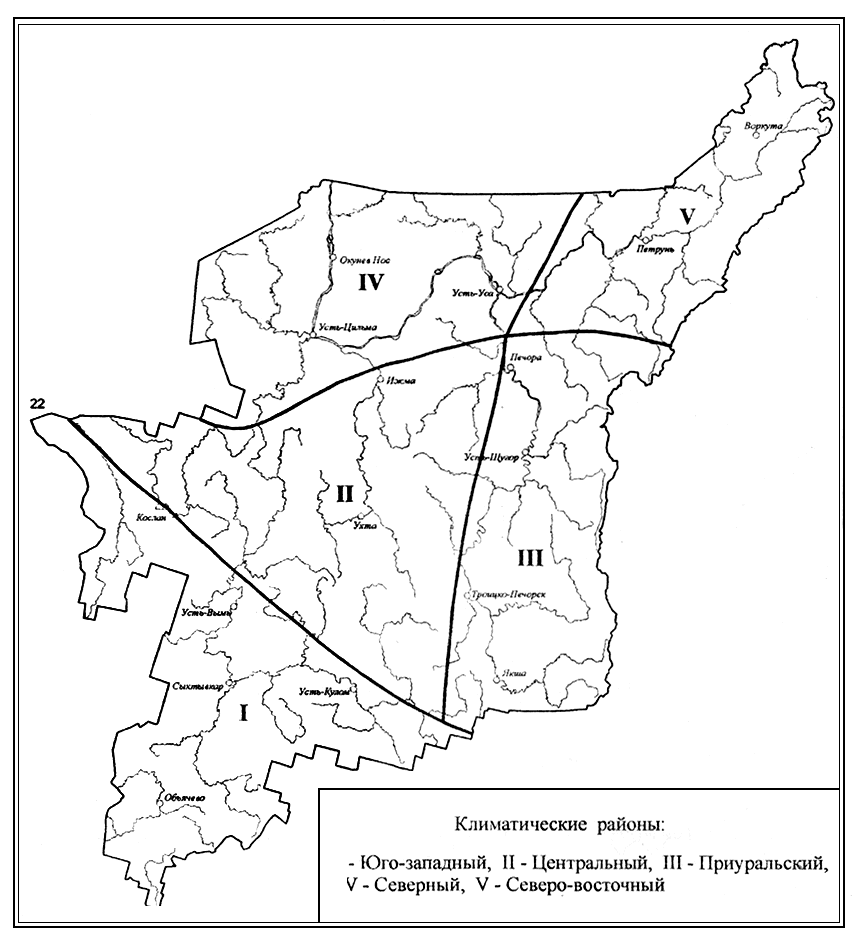 Воркута
V
Петрунь
Окунев Нос
IV
Усть-Уса
Усть-Цильма
Печора
Ижма
22
Усть-Щугор
II
Кослан
Ухта
III
Троицко-Печорск
Усть-Вымь
Якша
Сыктывкар
Усть-Кулом
I
Объячево
Климатические районы:
- Юго-западный, II - Центральный, III - Приуральский,
V - Северный, V - Северо-восточный